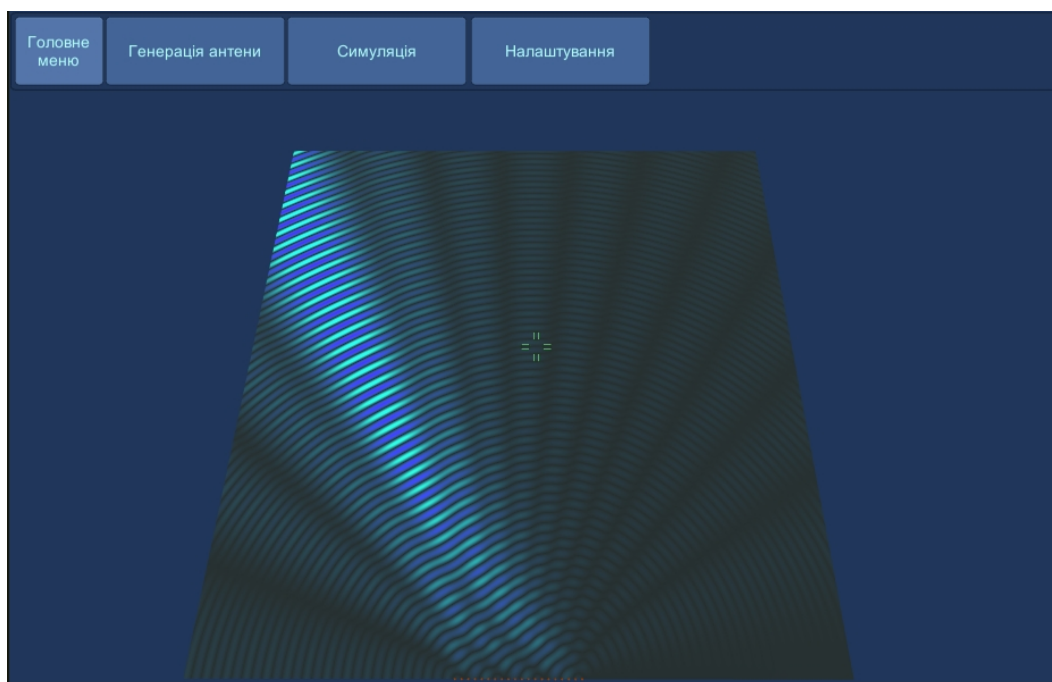 Головне
меню
Генерація антени
Симуляція
Налаштування